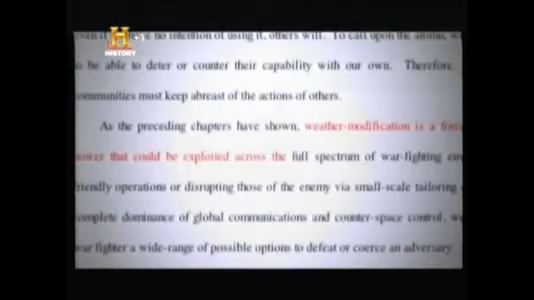 no intention of using it, others will. To call upon the atomic
be able to deter or counter their capability with our own. Therefore,
communities must keep abreast of the actions of others.
As the preceding chapters have shown, weather-modification is a force
power that could be exploited across the full spectrum of war-fighting
friendly operations or disrupting those of the enemy via small-scale tailoring
complete dominance of global communications and counter-space control,
war fighter a wide-range of possible options to defeat or coerce an adversary
H
HISTORY